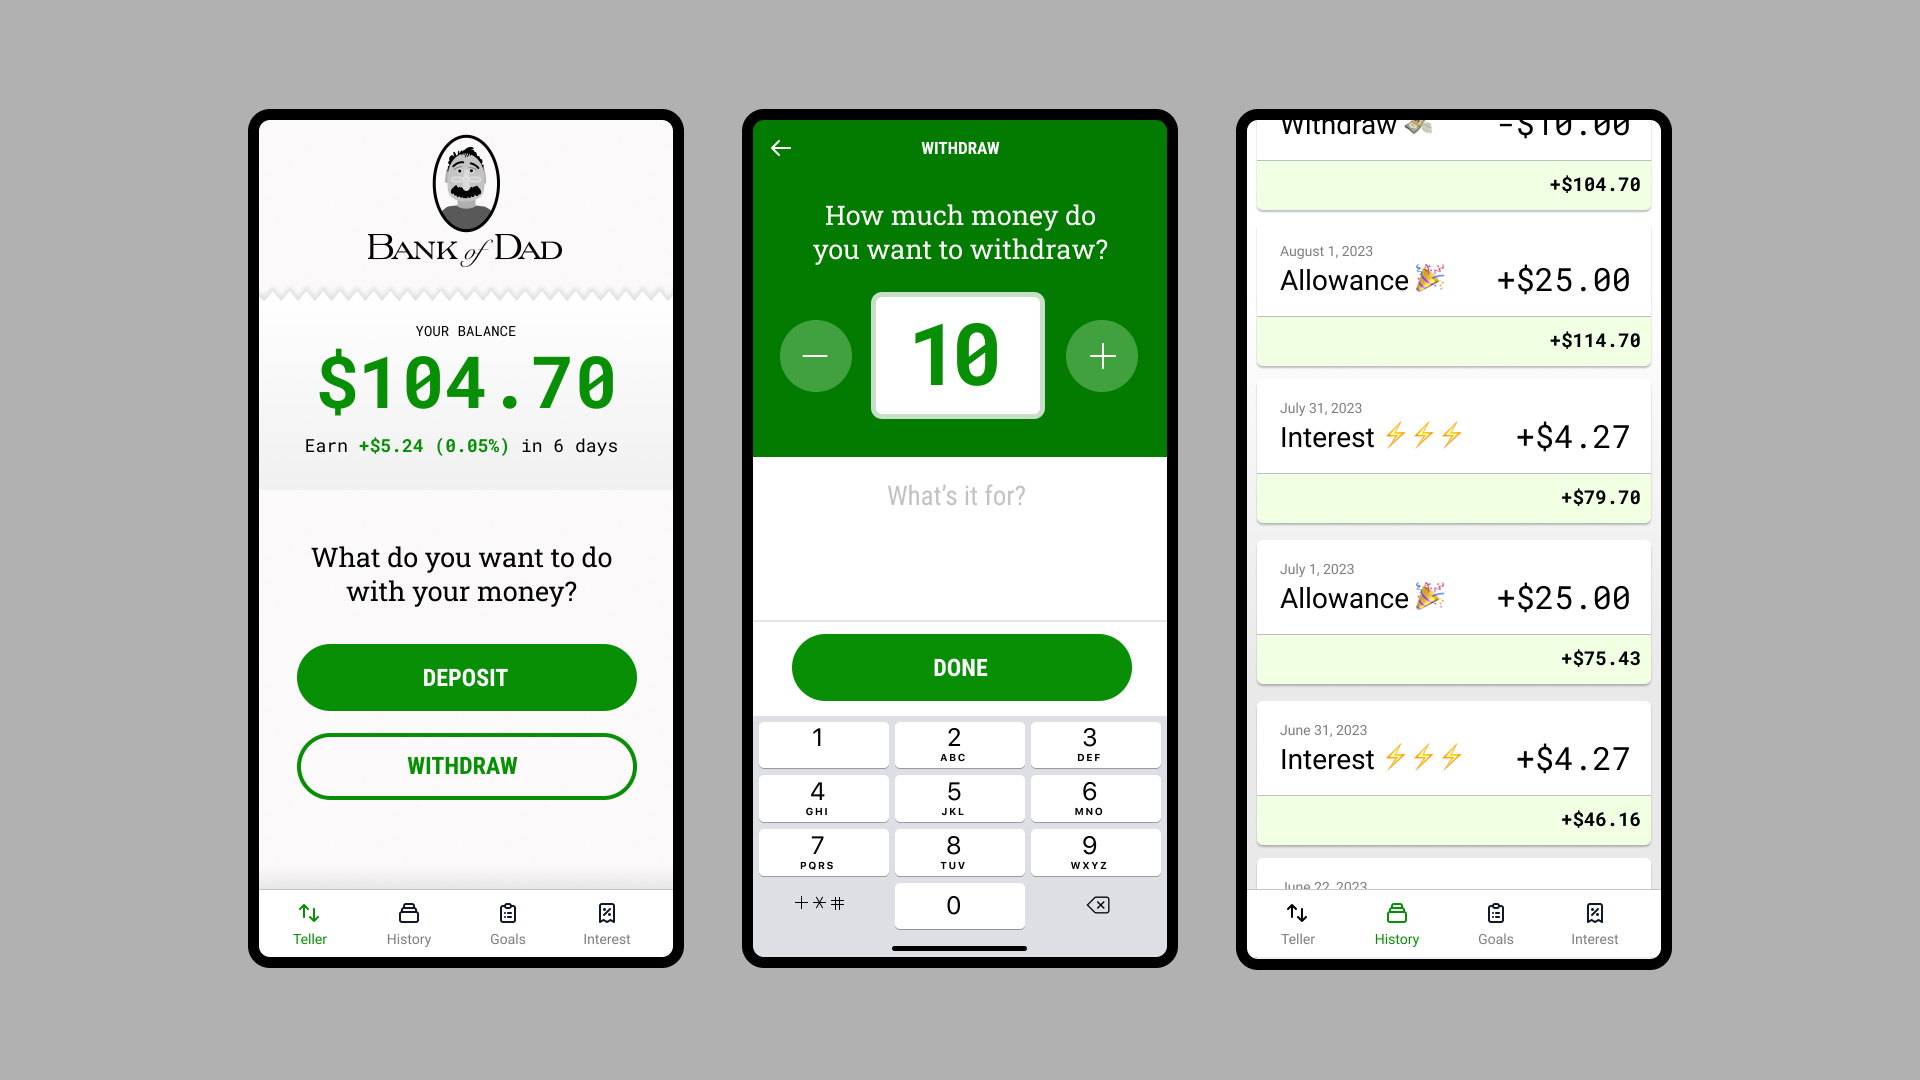 BANK of DAD
YOUR BALANCE
$104.70
Earn +$5.24 (0.05%) in 6 days
What do you want to do
with your money?
DEPOSIT
WITHDRAW
Teller
History
Goals
Interest
WITHDRAW
How much money do
you want to withdraw?
10
What's it for?
DONE
1
2
ABC
3
DEF
4
GHI
5
JKL
6
MNO
7
PQRS
8
TUV
9
WXYZ
+*#
0
Withdraw 💸 -$10.00
+$104.70
August 1, 2023
Allowance 🎉 +$25.00
+$114.70
July 31, 2023
Interest ⚡⚡⚡ +$4.27
+$79.70
July 1, 2023
Allowance 🎉 +$25.00
+$75.43
June 31, 2023
Interest ⚡⚡⚡ +$4.27
+$46.16
June 22, 2023
Teller
History
Goals
Interest